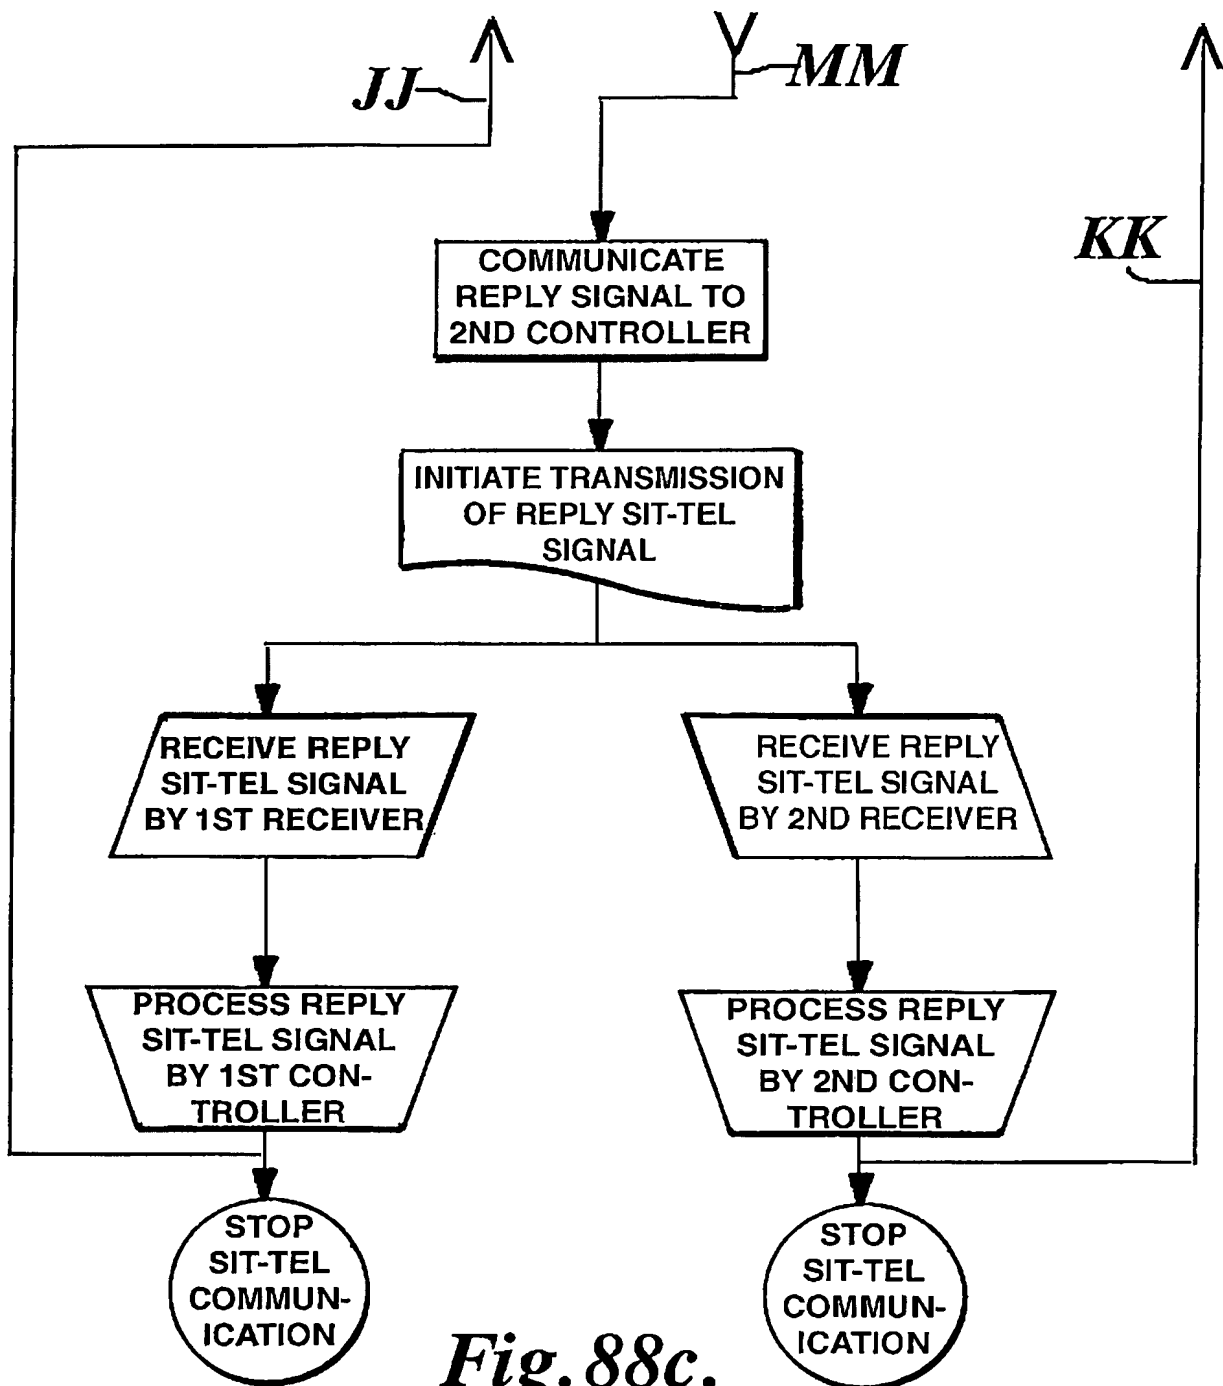 JJ
MM
KK
COMMUNICATE
REPLY SIGNAL TO
2ND CONTROLLER
INITIATE TRANSMISSION
OF REPLY SIT-TEL
SIGNAL
RECEIVE REPLY
SIT-TEL SIGNAL
BY 1ST RECEIVER
RECEIVE REPLY
SIT-TEL SIGNAL
BY 2ND RECEIVER
PROCESS REPLY
SIT-TEL SIGNAL
BY 1ST CON-
TROLLER
PROCESS REPLY
SIT-TEL SIGNAL
BY 2ND CON-
TROLLER
STOP
SIT-TEL
COMMUN-
ICATION
STOP
SIT-TEL
COMMUN-
ICATION
Fig. 88c.